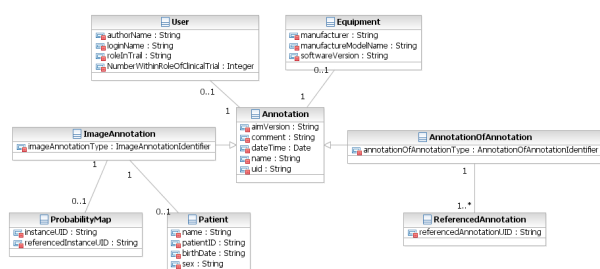 User
authorName : String
loginName : String
roleInTrail : String
NumberWithinRoleOfClinicalTrial : Integer
Equipment
manufacturer : String
manufactureModelName : String
softwareVersion : String
0..1
0..1
1
1
Annotation
aimVersion : String
comment : String
dateTime : Date
name : String
uid : String
ImageAnnotation
imageAnnotationType : ImageAnnotationIdentifier
AnnotationOfAnnotation
annotationOfAnnotationType : AnnotationOfAnnotationIdentifier
1
1
1
0..1
0..1
1..*
ProbabilityMap
instanceUID : String
referencedInstanceUID : String
Patient
name : String
patientID : String
birthDate : String
sex : String
ReferencedAnnotation
referencedAnnotationUID : String